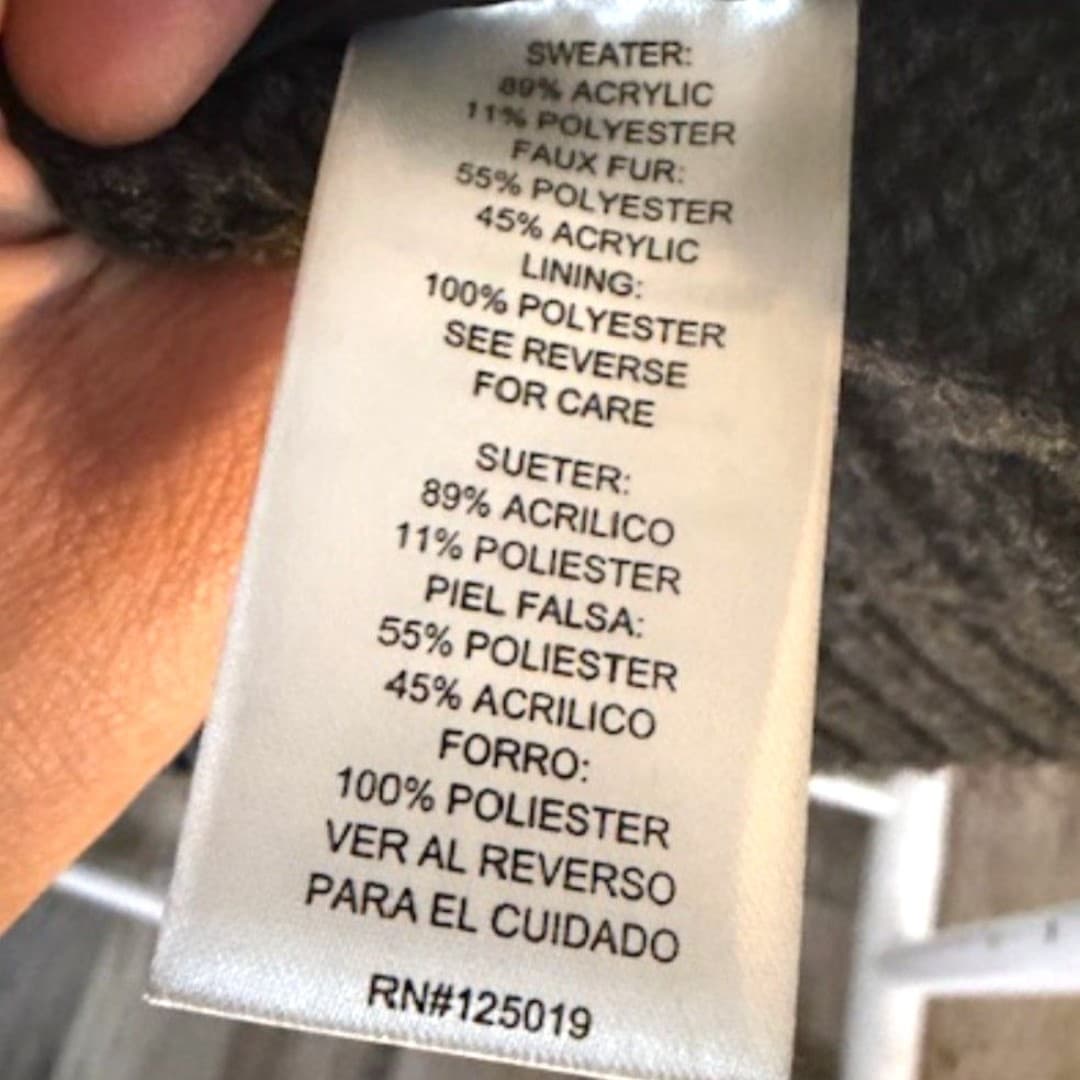 SWEATER:
89% ACRYLIC
11% POLYESTER
FAUX FUR:
55% POLYESTER
45% ACRYLIC
LINING:
100% POLYESTER
SEE REVERSE
FOR CARE
SUETER:
89% ACRILICO
11% POLIESTER
PIEL FALSA:
55% POLIESTER
45% ACRILICO
FORRO:
100% POLIESTER
VER AL REVERSO
PARA EL CUIDADO
RN#125019